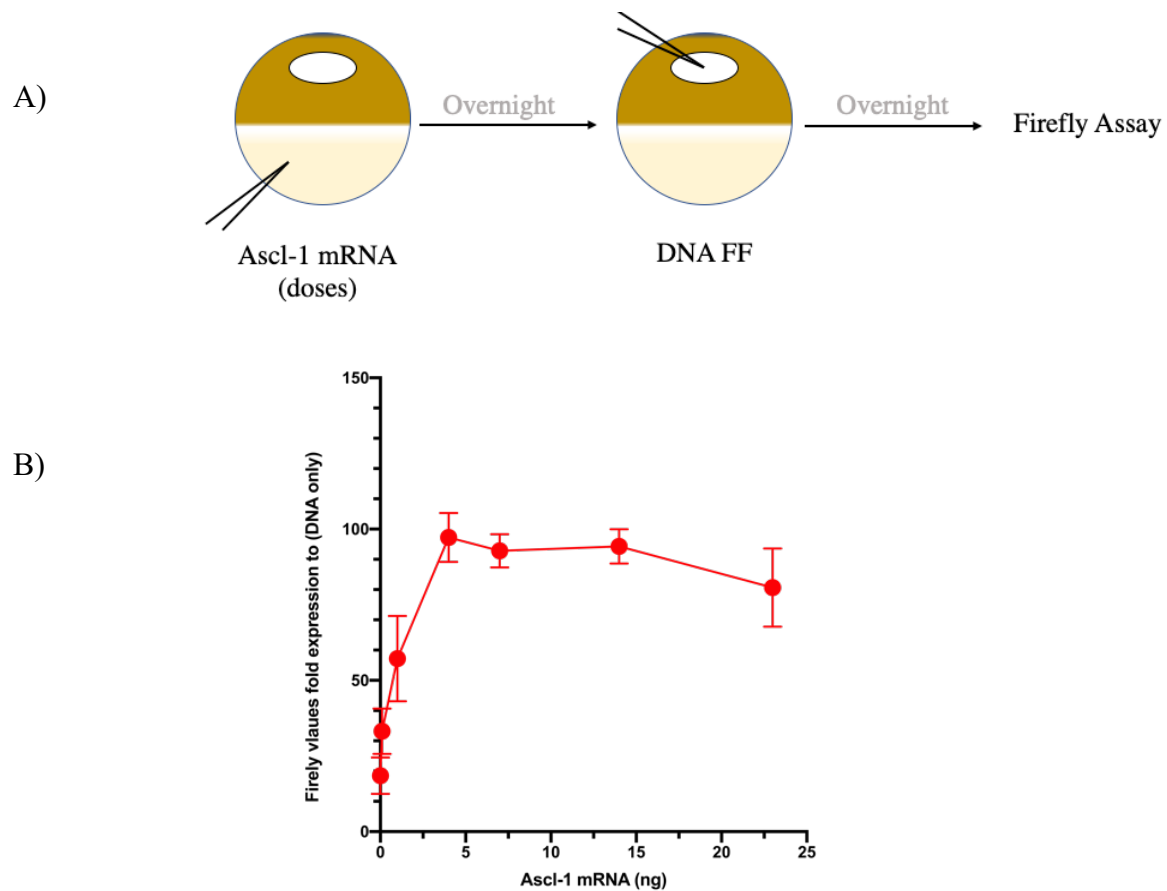 A)
Overnight
Overnight
Firefly Assay
Ascl-1 mRNA
(doses)
DNA FF
B)
Firely vlaues fold expression to (DNA only)
150
100
50
0
0
5
10
15
20
25
Ascl-1 mRNA (ng)